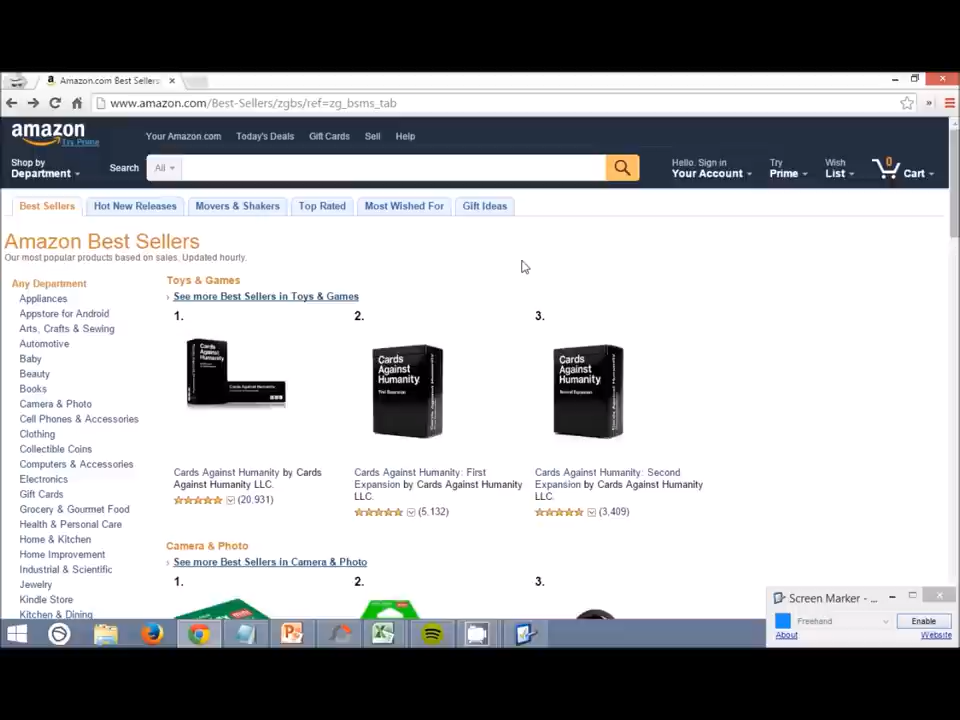 Amazon.com Best Sellers:
www.amazon.com/Best-Sellers/zgbs/ref=zg_bsms_tab
amazon
Try Prime
Your Amazon.com Today's Deals Gift Cards Sell Help
Shop by
Department
Search All
Hello. Sign in
Your Account
Try
Prime
Wish
List
0
Cart
Best Sellers Hot New Releases Movers & Shakers Top Rated Most Wished For Gift Ideas
Amazon Best Sellers
Our most popular products based on sales. Updated hourly.
Any Department
Appliances
Appstore for Android
Arts, Crafts & Sewing
Automotive
Baby
Beauty
Books
Camera & Photo
Cell Phones & Accessories
Clothing
Collectible Coins
Computers & Accessories
Electronics
Gift Cards
Grocery & Gourmet Food
Health & Personal Care
Home & Kitchen
Home Improvement
Industrial & Scientific
Jewelry
Kindle Store
Kitchen & Dining
Toys & Games
› See more Best Sellers in Toys & Games
1. 2. 3.
Cards
Against
Humanity
Cards Against Humanity
Cards
Against
Humanity
First Expansion
Cards
Against
Humanity
Second Expansion
Cards Against Humanity by Cards
Against Humanity LLC.
(20,931)
Cards Against Humanity: First
Expansion by Cards Against Humanity
LLC.
(5,132)
Cards Against Humanity: Second
Expansion by Cards Against Humanity
LLC.
(3,409)
Camera & Photo
› See more Best Sellers in Camera & Photo
1. 2. 3.
Screen Marker - ...
Freehand
Enable
About
Website